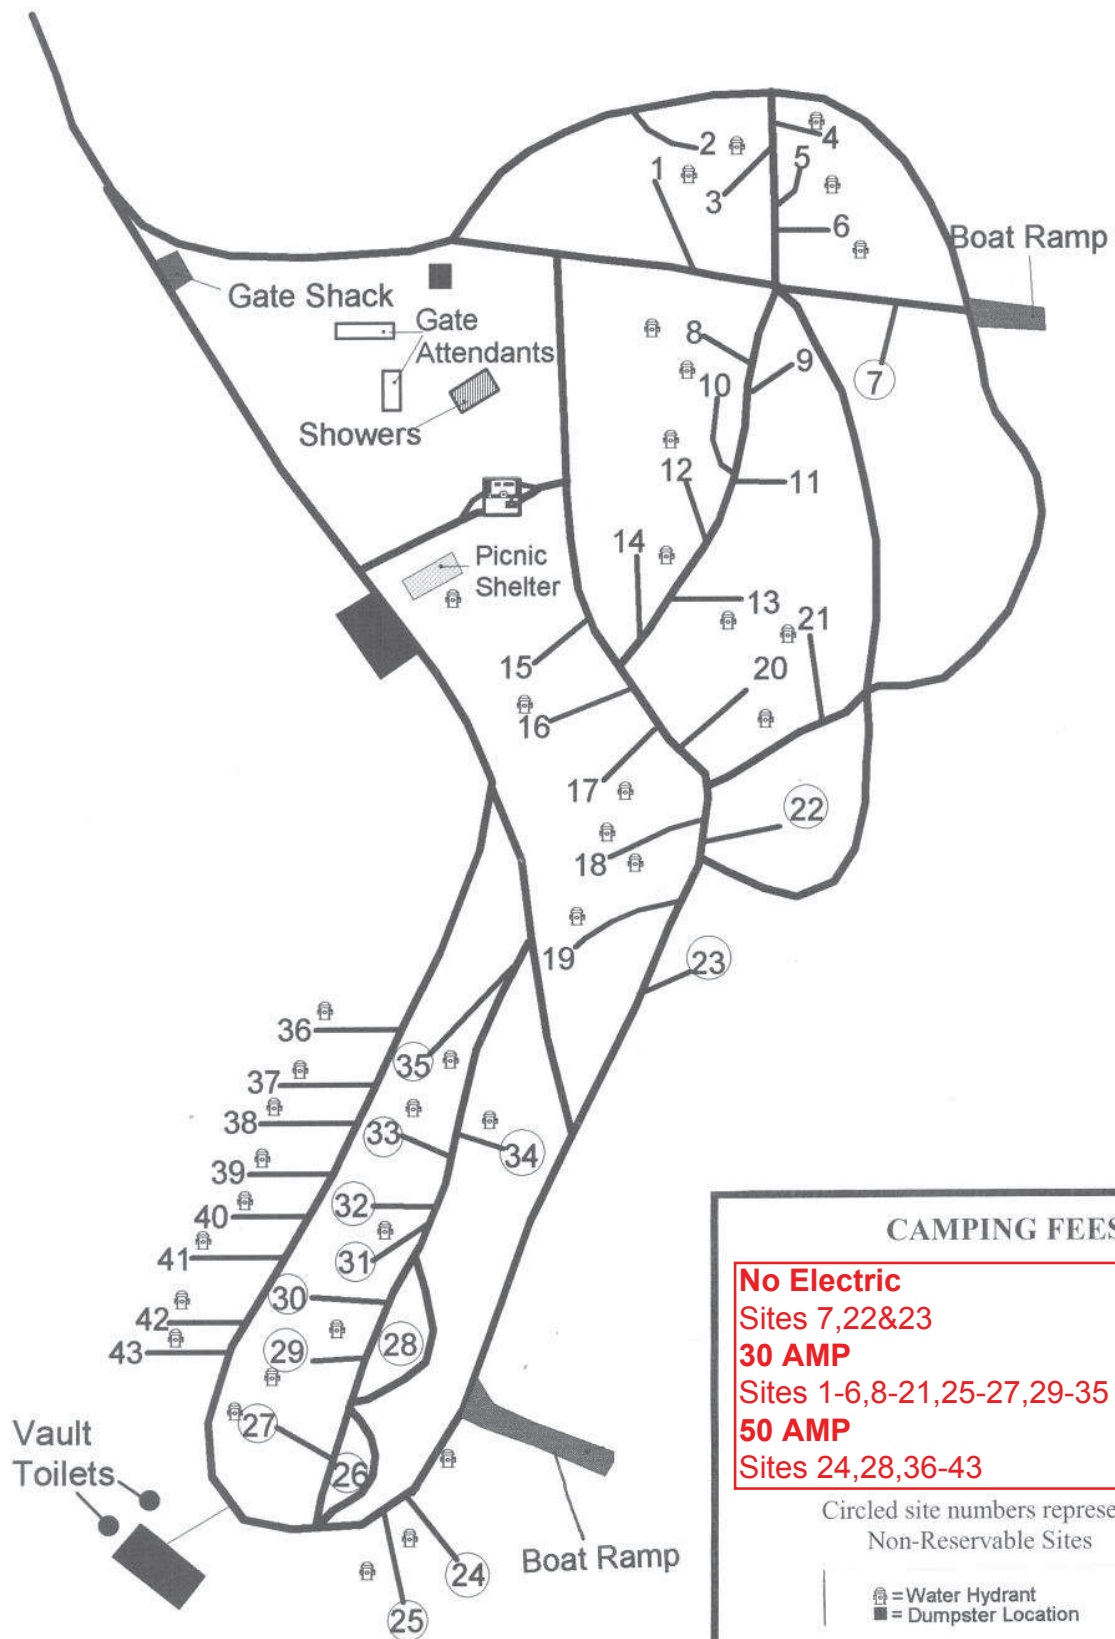 2
4
1
5
3
6
Boat Ramp
Gate Shack
Gate
Attendants
8
9
7
10
Showers
12
11
14
Picnic
Shelter
13
21
15
20
16
17
22
18
19
23
36
35
37
38
33
34
39
32
40
31
41
30
42
29
28
43
27
26
Vault
Toilets
24
25
Boat Ramp
CAMPING FEES
No Electric
Sites 7,22&23
30 AMP
Sites 1-6,8-21,25-27,29-35
50 AMP
Sites 24,28,36-43
Circled site numbers represe
Non-Reservable Sites
=Water Hydrant
= Dumpster Location